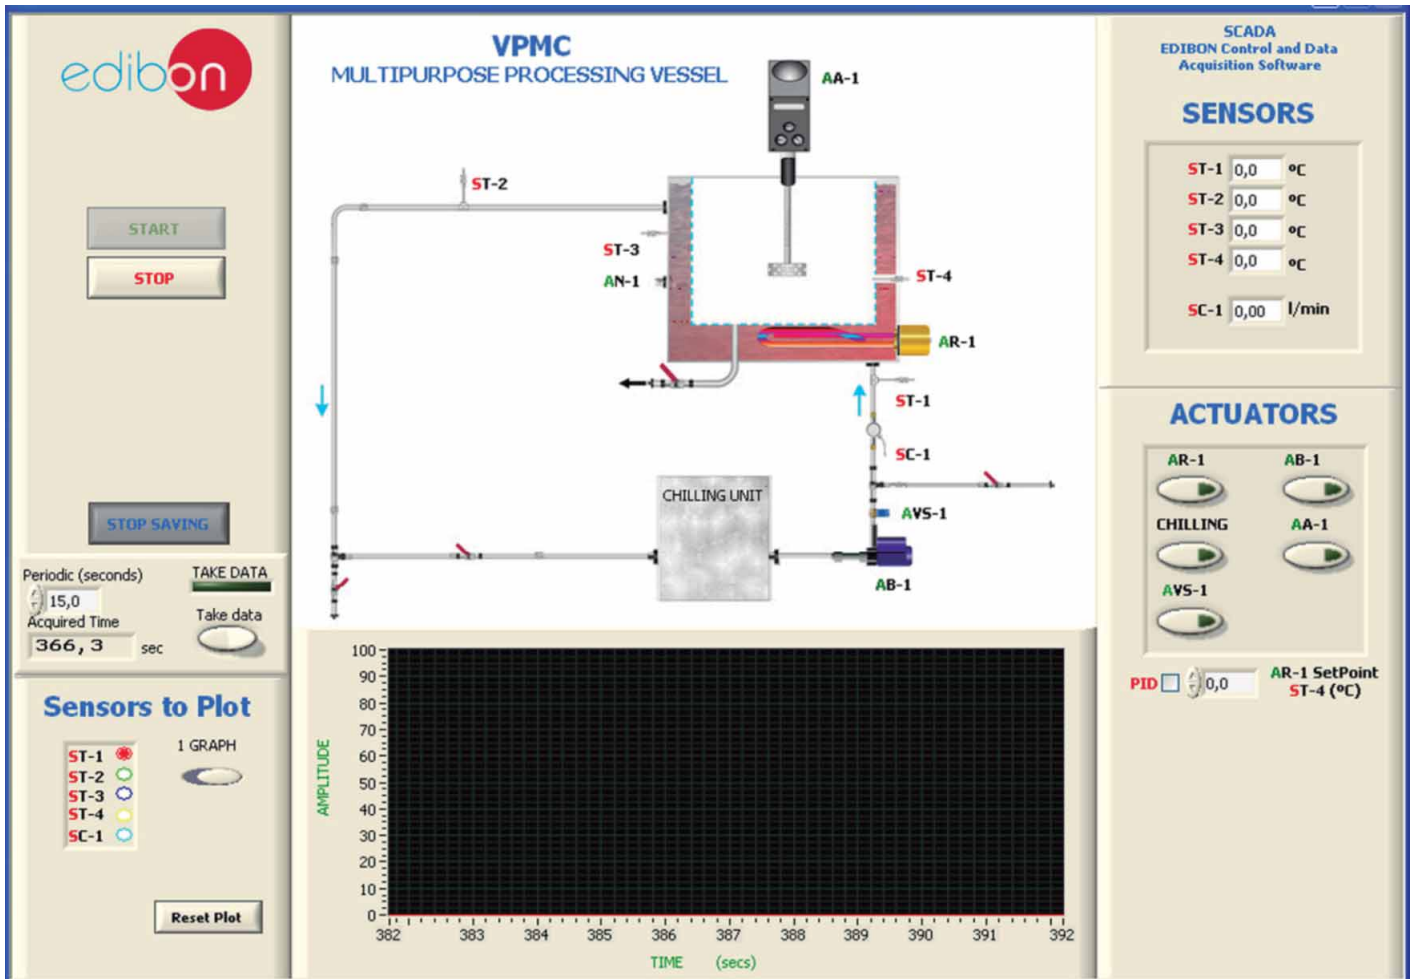 edibon
START
STOP
STOP SAVING
Periodic (seconds)
15,0
TAKE DATA
Acquired Time
366,3 sec
Take data
Sensors to Plot
1 GRAPH
ST-1
ST-2
ST-3
ST-4
SC-1
Reset Plot
VPMC
MULTIPURPOSE PROCESSING VESSEL
AA-1
ST-2
ST-3
AN-1
ST-4
AR-1
ST-1
SC-1
CHILLING UNIT
AVS-1
AB-1
AMPLITUDE
100
90
80
70
60
50
40
30
20
10
0
382 383 384 385 386 387 388 389 390 391 392
TIME (secs)
SCADA
EDIBON Control and Data
Acquisition Software
SENSORS
ST-1 0,0 ºC
ST-2 0,0 ºC
ST-3 0,0 ºC
ST-4 0,0 ºC
SC-1 0,00 l/min
ACTUATORS
AR-1 AB-1
CHILLING AA-1
AVS-1
PID 0,0 AR-1 SetPoint
ST-4 (ºC)